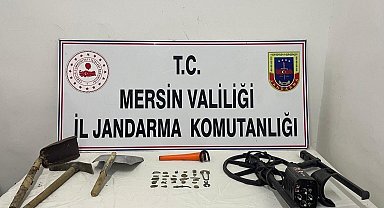 T.C.
MERSİN VALİLİĞİ
İL JANDARMA KOMUTANLIĞI